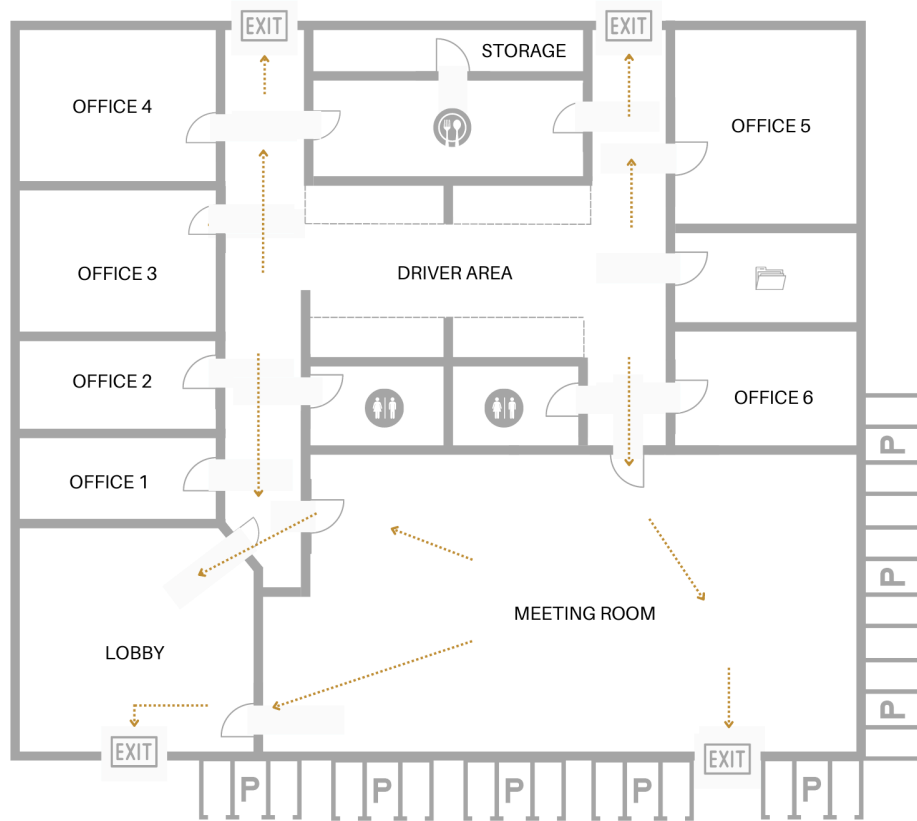 EXIT
EXIT
STORAGE
OFFICE 4
OFFICE 5
OFFICE 3
DRIVER AREA
OFFICE 2
OFFICE 6
P
OFFICE 1
P
MEETING ROOM
LOBBY
P
EXIT
EXIT
P
P
P
P
P